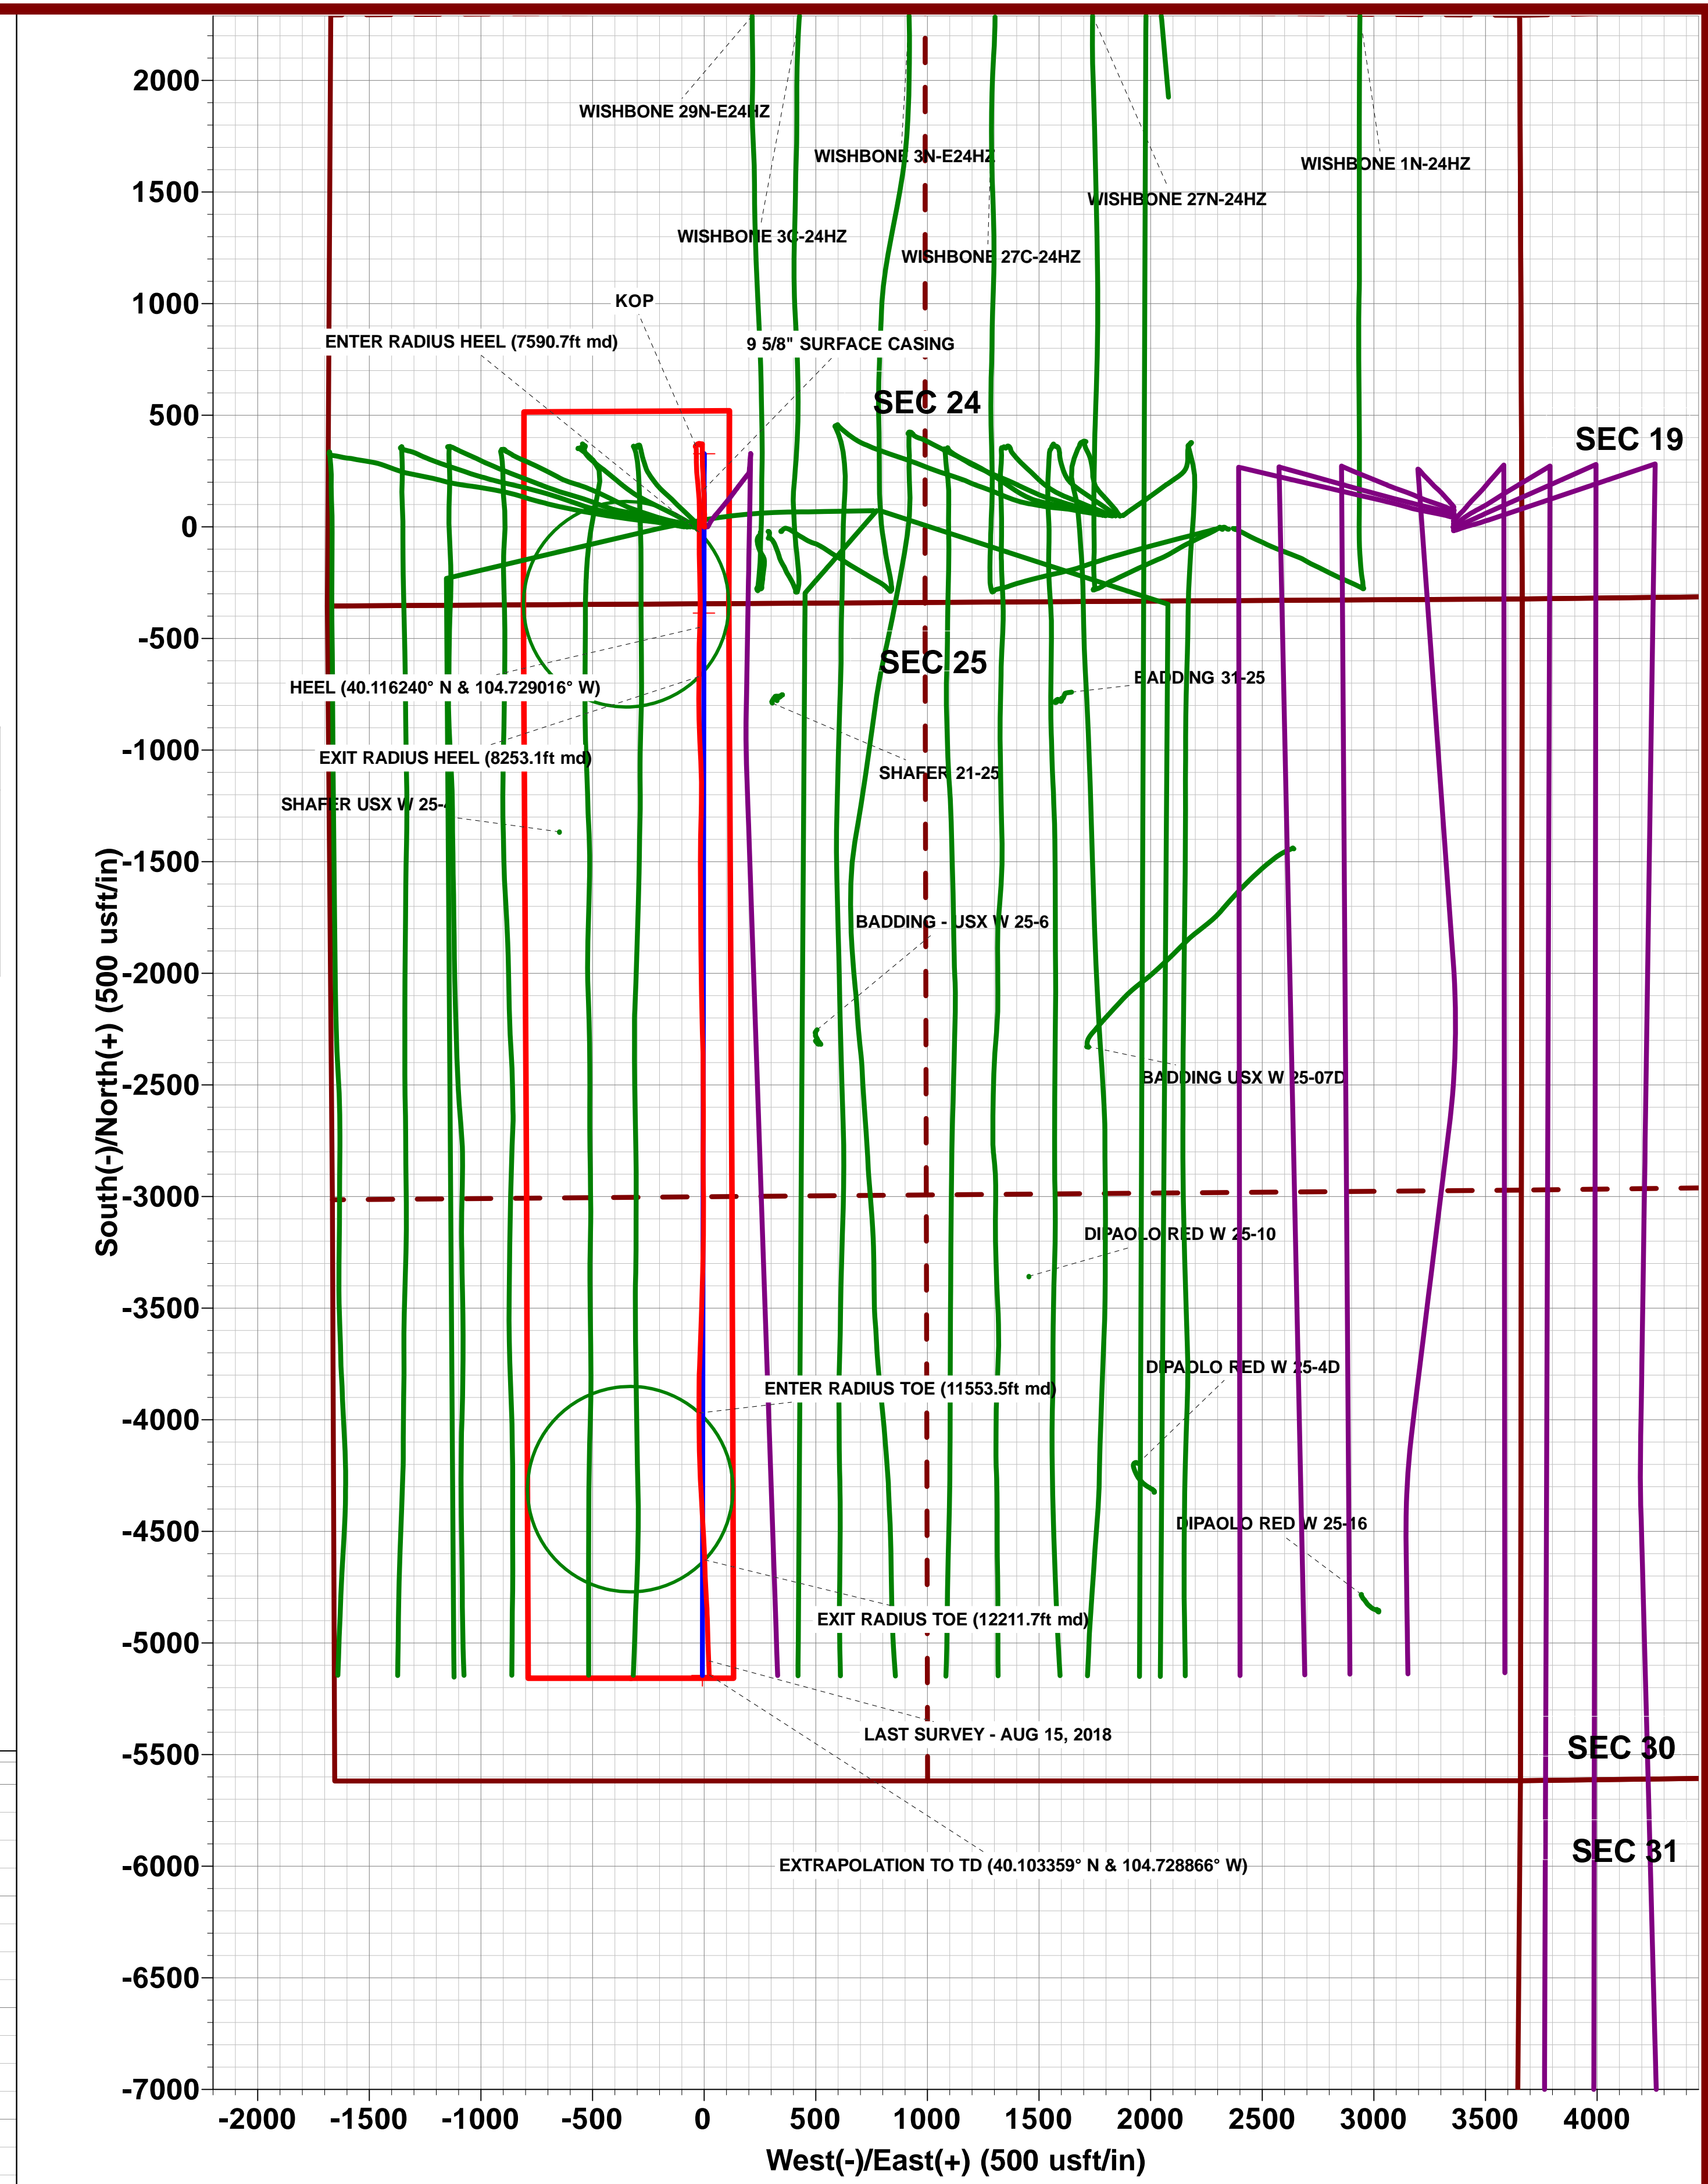 2000
WISHBONE 29N-E24HZ
WISHBONE 3N-E24HZ
WISHBONE 1N-24HZ
1500
WISHBONE 27N-24HZ
WISHBONE 3C-24HZ
WISHBONE 27C-24HZ
1000
KOP
ENTER RADIUS HEEL (7590.7ft md)
9 5/8" SURFACE CASING
500
SEC 24
SEC 19
0
-500
SEC 25
HEEL (40.116240° N & 104.729016° W)
BADDING 31-25
-1000
EXIT RADIUS HEEL (8253.1ft md)
SHAFER 21-25
SHAFER USX W 25-4
-1500
BADDING - USX W 25-6
-2000
BADDING USX W 25-07D
-2500
South(-)/North(+) (500 usft/in)
-3000
DIPAOLO RED W 25-10
-3500
DIPAOLO RED W 25-4D
ENTER RADIUS TOE (11553.5ft md)
-4000
-4500
DIPAOLO RED W 25-16
EXIT RADIUS TOE (12211.7ft md)
-5000
LAST SURVEY - AUG 15, 2018
-5500
SEC 30
SEC 31
-6000
EXTRAPOLATION TO TD (40.103359° N & 104.728866° W)
-6500
-7000
-2000 -1500 -1000 -500 0 500 1000 1500 2000 2500 3000 3500 4000
West(-)/East(+) (500 usft/in)